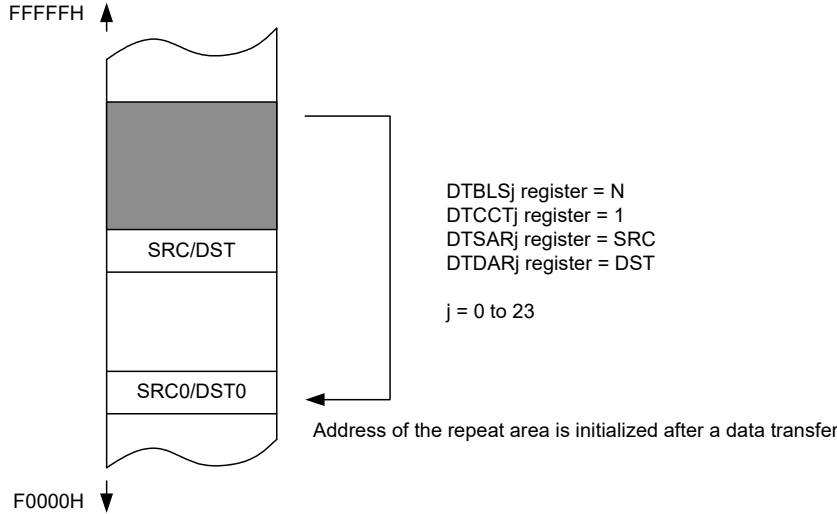 FFFFFH
DTBLSj register = N
DTCCTj register = 1
SRC/DST
DTSARj register = SRC
DTDARj register = DST
j = 0 to 23
SRC0/DST0
Address of the repeat area is initialized after a data transfer
F0000H